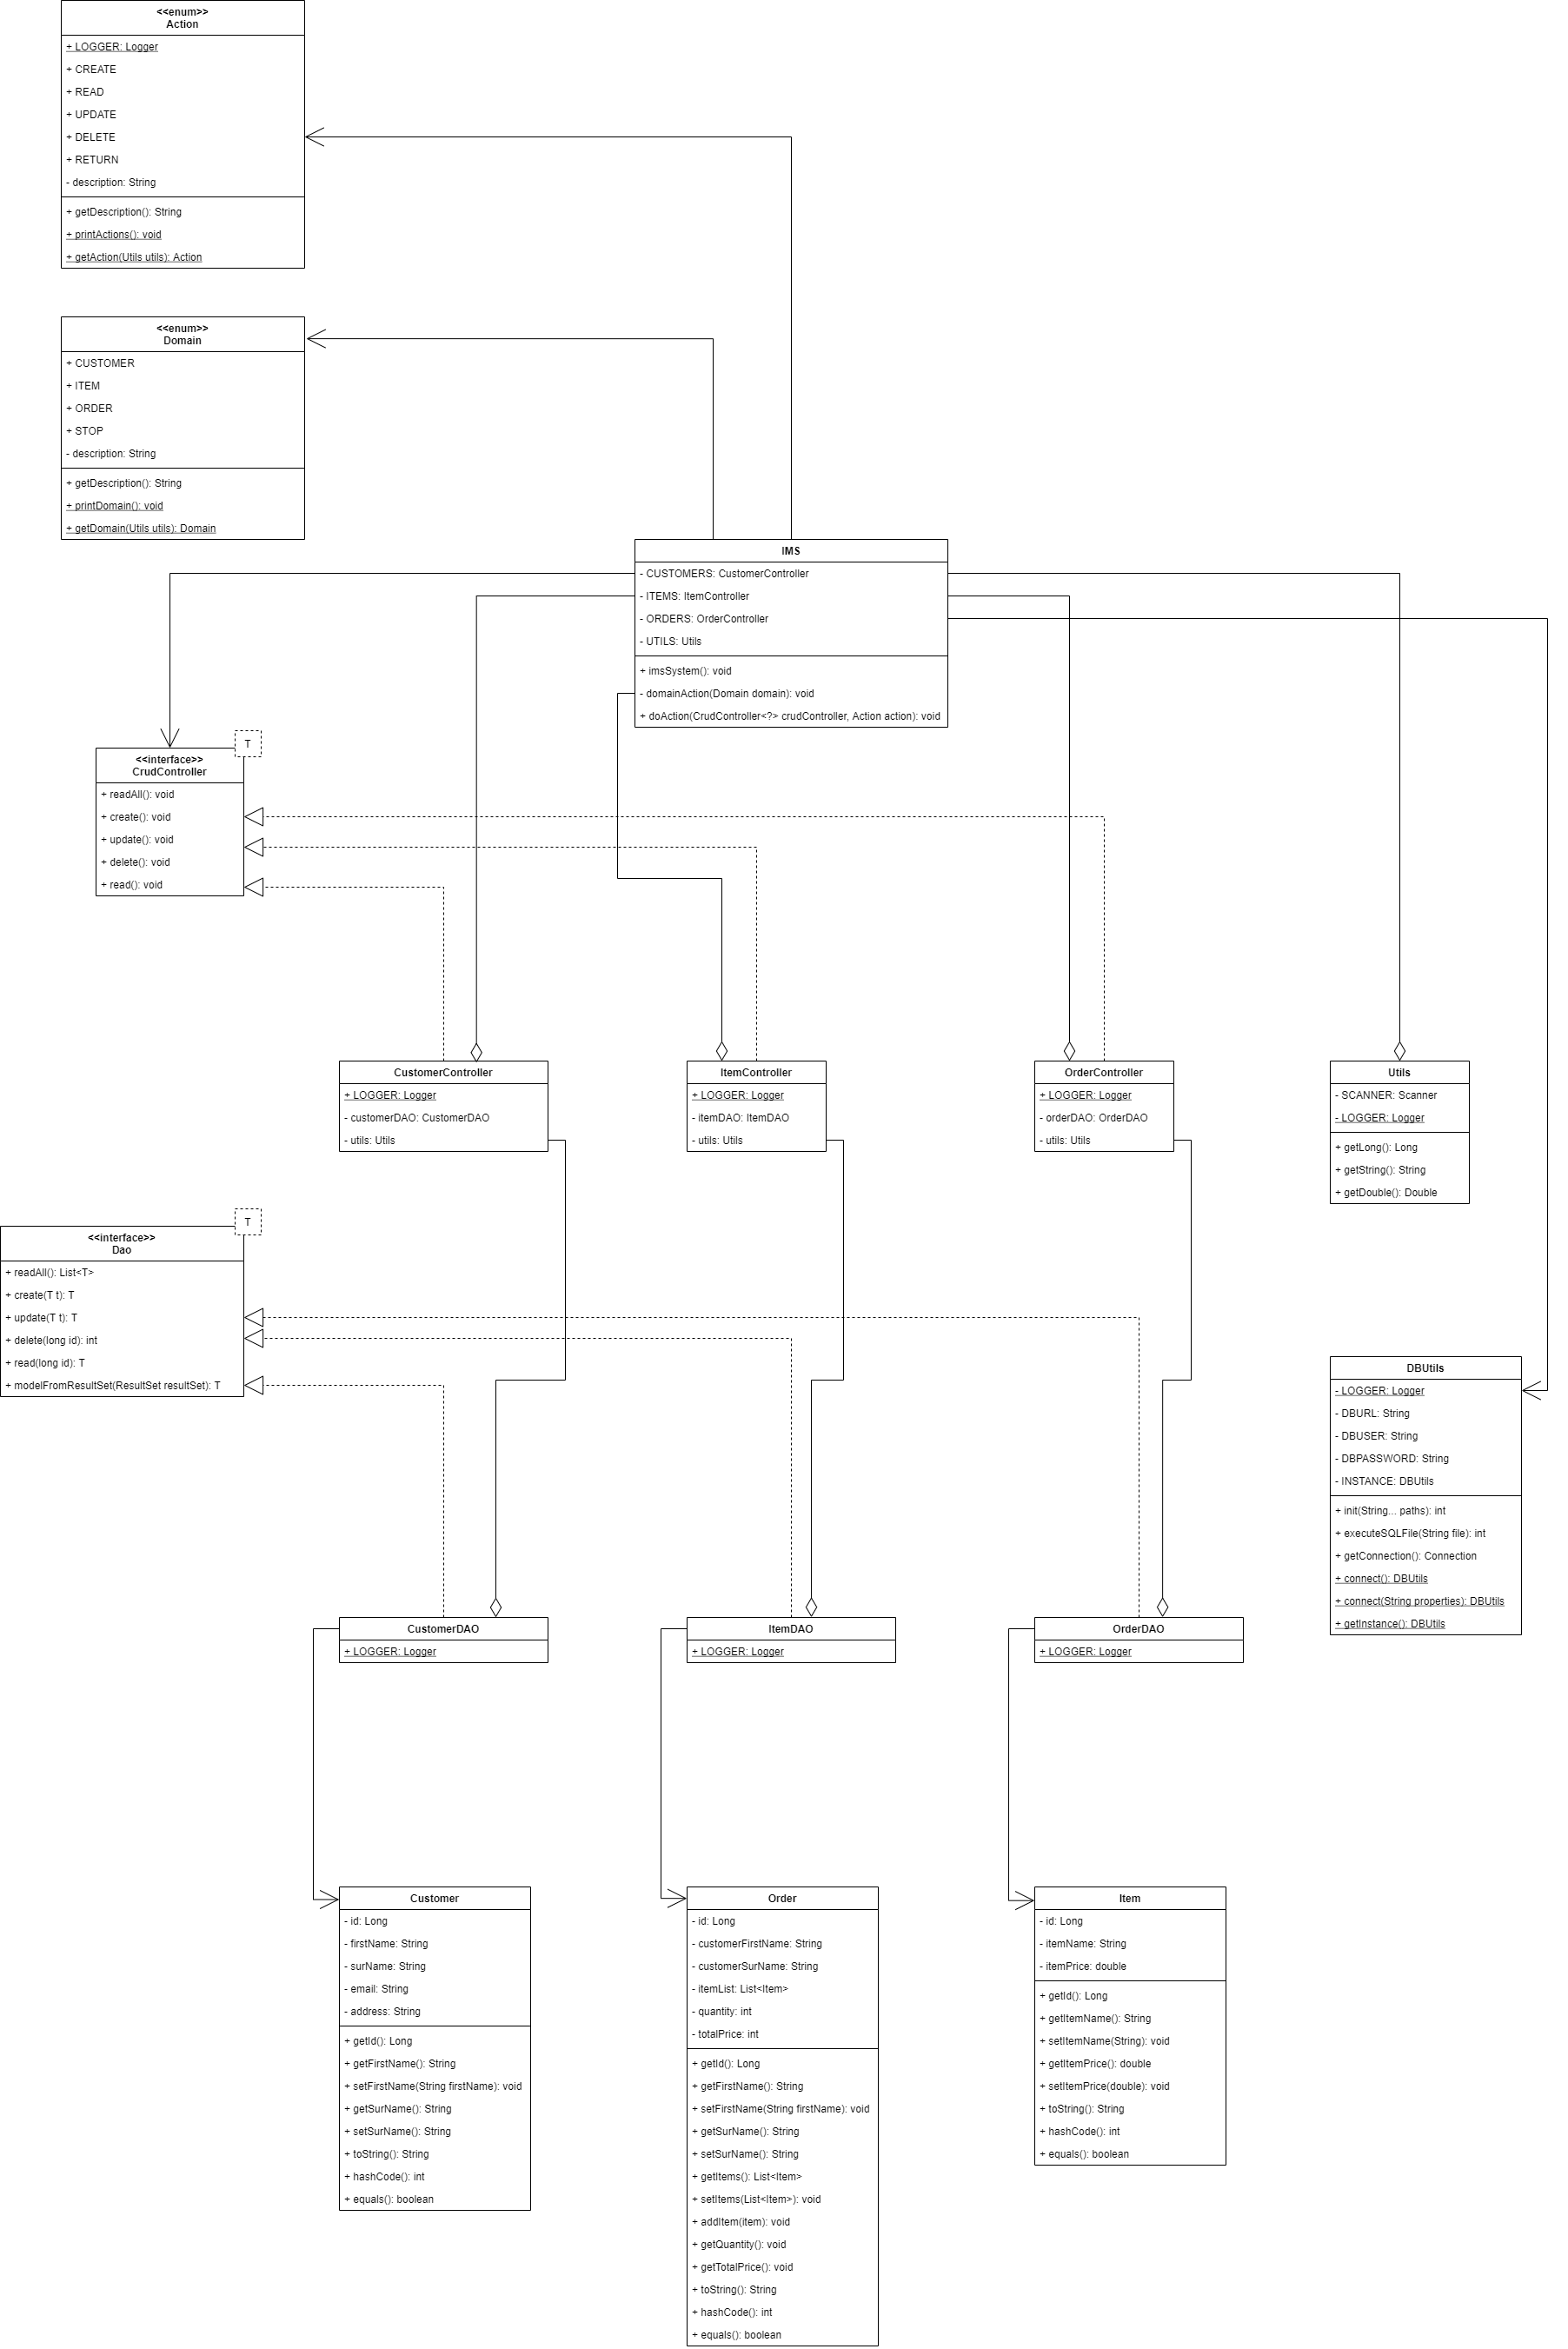 <<enum>>
Action
+ LOGGER: Logger
+ CREATE
+ READ
+ UPDATE
+ DELETE
+ RETURN
- description: String
+ getDescription(): String
+ printActions(): void
+ getAction(Utils utils): Action
<<enum>>
Domain
+ CUSTOMER
+ ITEM
+ ORDER
+ STOP
- description: String
+ getDescription(): String
+ printDomain(): void
+ getDomain(Utils utils): Domain
IMS
- CUSTOMERS: CustomerController
- ITEMS: ItemController
- ORDERS: OrderController
- UTILS: Utils
+ imsSystem(): void
- domainAction(Domain domain): void
+ doAction(CrudController<?> crudController, Action action): void
T
<<interface>>
CrudController
+ readAll(): void
+ create(): void
+ update(): void
+ delete(): void
+ read(): void
CustomerController
+ LOGGER: Logger
- customerDAO: CustomerDAO
- utils: Utils
ItemController
+ LOGGER: Logger
- itemDAO: ItemDAO
- utils: Utils
OrderController
+ LOGGER: Logger
- orderDAO: OrderDAO
- utils: Utils
Utils
- SCANNER: Scanner
- LOGGER: Logger
+ getLong(): Long
+ getString(): String
+ getDouble(): Double
T
<<interface>>
Dao
+ readAll(): List<T>
+ create(T t): T
+ update(T t): T
+ delete(long id): int
+ read(long id): T
+ modelFromResultSet(ResultSet resultSet): T
DBUtils
- LOGGER: Logger
- DBURL: String
- DBUSER: String
- DBPASSWORD: String
- INSTANCE: DBUtils
+ init(String... paths): int
+ executeSQLFile(String file): int
+ getConnection(): Connection
+ connect(): DBUtils
+ connect(String properties): DBUtils
+ getInstance(): DBUtils
CustomerDAO
+ LOGGER: Logger
ItemDAO
+ LOGGER: Logger
OrderDAO
+ LOGGER: Logger
Customer
- id: Long
- firstName: String
- surName: String
- email: String
- address: String
+ getId(): Long
+ getFirstName(): String
+ setFirstName(String firstName): void
+ getSurName(): String
+ setSurName(): String
+ toString(): String
+ hashCode(): int
+ equals(): boolean
Order
- id: Long
- customerFirstName: String
- customerSurName: String
- itemList: List<Item>
- quantity: int
- totalPrice: int
+ getId(): Long
+ getFirstName(): String
+ setFirstName(String firstName): void
+ getSurName(): String
+ setSurName(): String
+ getItems(): List<Item>
+ setItems(List<Item>): void
+ addItem(item): void
+ getQuantity(): void
+ getTotalPrice(): void
+ toString(): String
+ hashCode(): int
+ equals(): boolean
Item
- id: Long
- itemName: String
- itemPrice: double
+ getId(): Long
+ getItemName(): String
+ setItemName(String): void
+ getItemPrice(): double
+ setItemPrice(double): void
+ toString(): String
+ hashCode(): int
+ equals(): boolean